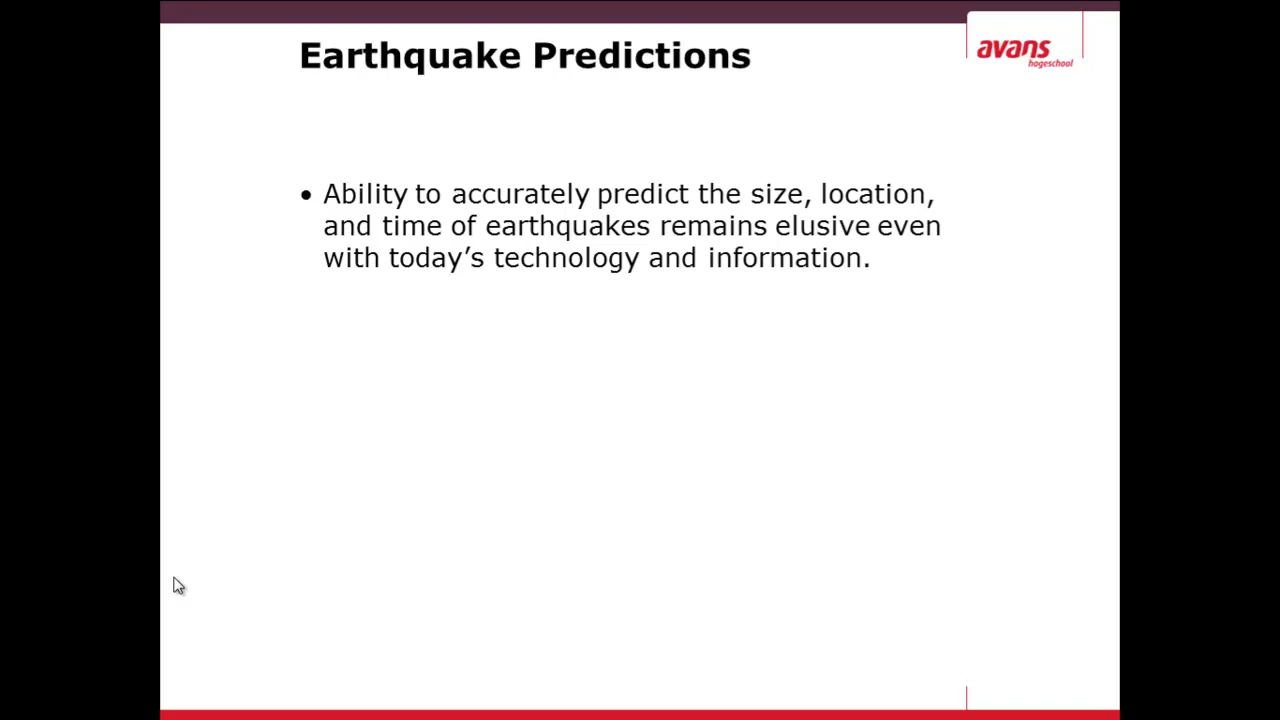 Earthquake Predictions
avans
hogeschool
• Ability to accurately predict the size, location,
and time of earthquakes remains elusive even
with today’s technology and information.